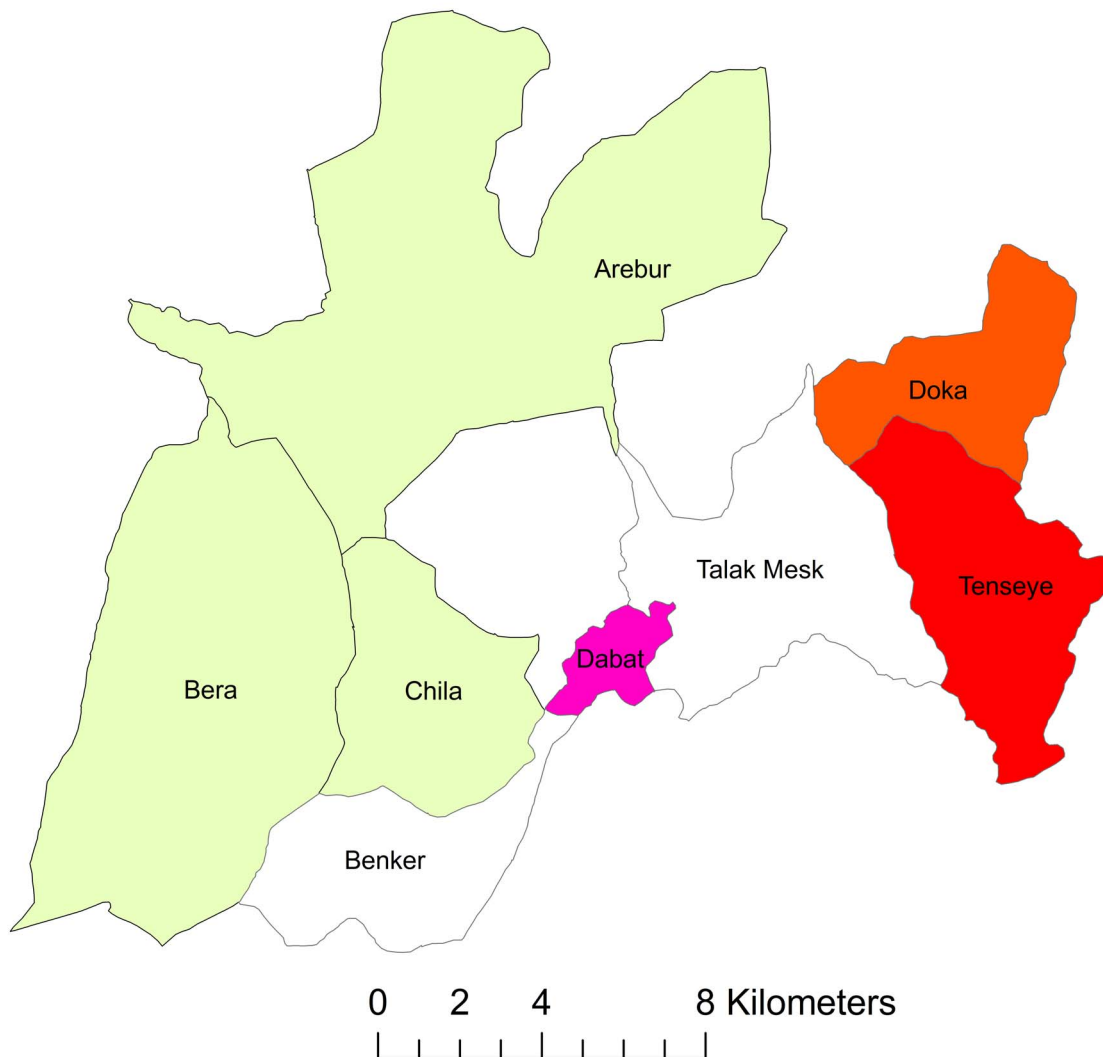 Arebur
Doka
Talak Mesk
Tenseye
Dabat
Bera
Chila
Benker
0 2 4 8 Kilometers